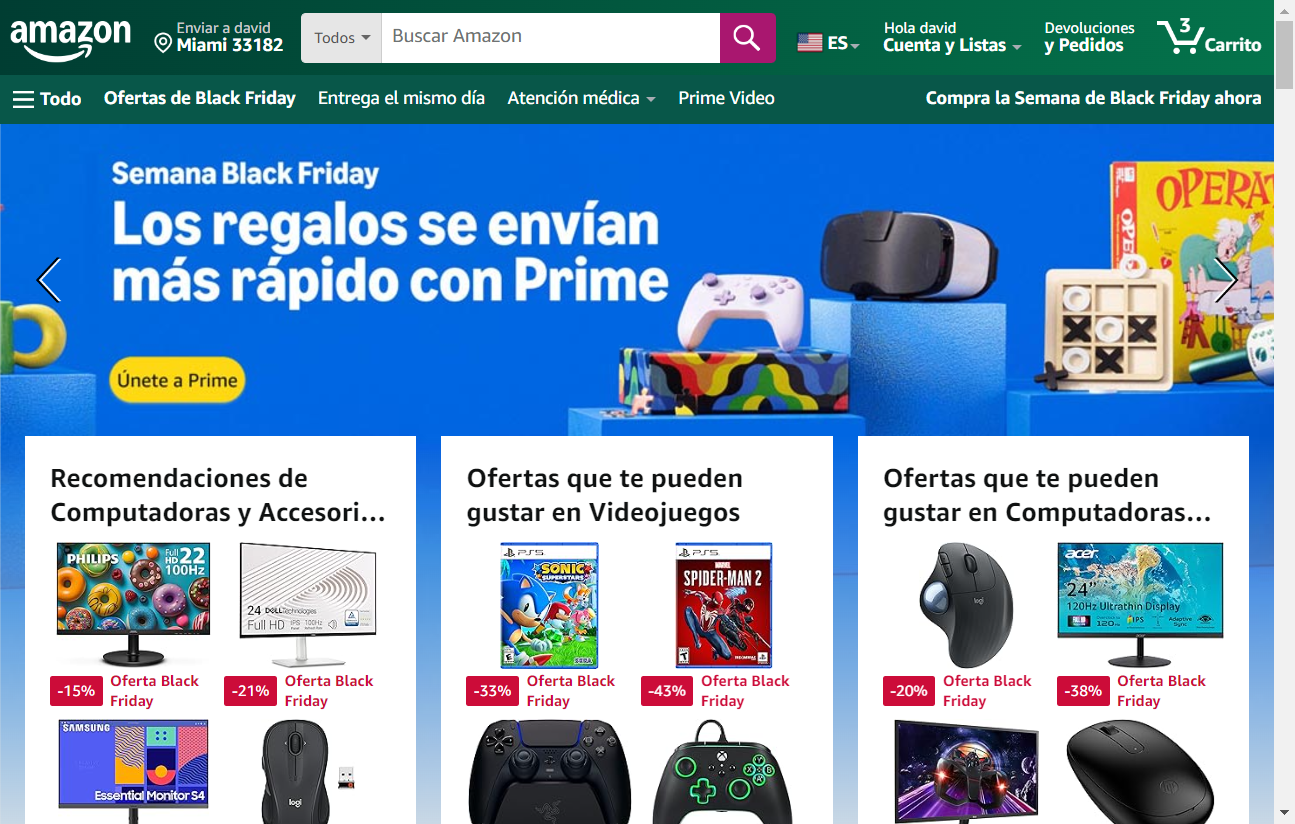 amazon
Enviar a david
Miami 33182
Todos
Buscar Amazon
ES
Hola david
Cuenta y Listas
Devoluciones
y Pedidos
3
Carrito
Todo
Ofertas de Black Friday
Entrega el mismo día
Atención médica
Prime Video
Compra la Semana de Black Friday ahora
Semana Black Friday
Los regalos se envían
más rápido con Prime
Únete a Prime
Recomendaciones de
Computadoras y Accesori...
PHILIPS
Full HD 22
100Hz
24 DELL Technologies
Full HD IPS 100Hz
-15%
Oferta Black
Friday
-21%
Oferta Black
Friday
SAMSUNG
Essential Monitor S4
logi
Ofertas que te pueden
gustar en Videojuegos
PS5
SONIC
SUPERSTARS
SEGA
PS5
MARVEL
SPIDER-MAN 2
-33%
Oferta Black
Friday
-43%
Oferta Black
Friday
Y
X B
A
Ofertas que te pueden
gustar en Computadoras...
logi
acer
24"
120Hz Ultrathin Display
IPS
Adaptive
Sync
-20%
Oferta Black
Friday
-38%
Oferta Black
Friday
hp